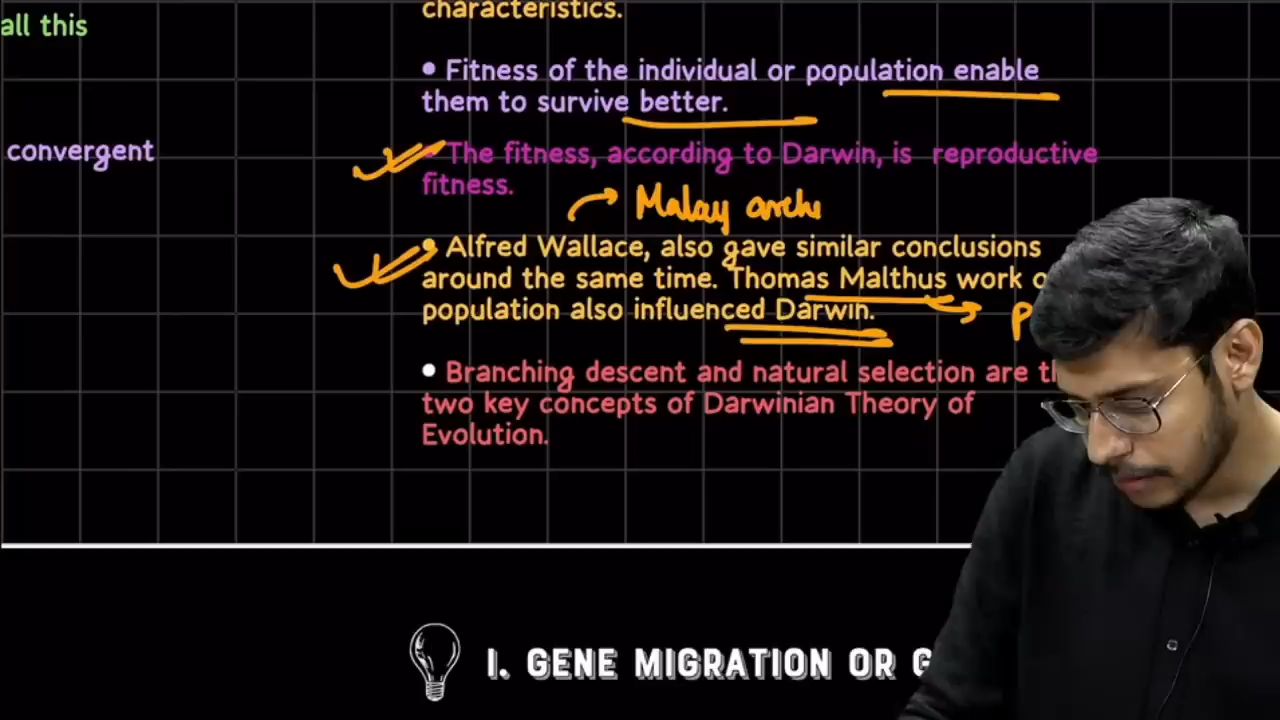 all this
convergent
characteristics.
• Fitness of the individual or population enable
them to survive better.
• The fitness, according to Darwin, is reproductive
fitness.
Malay arche
• Alfred Wallace, also gave similar conclusions
around the same time. Thomas Malthus work
population also influenced Darwin.
• Branching descent and natural selection are
two key concepts of Darwinian Theory of
Evolution.
I. GENE MIGRATION OR